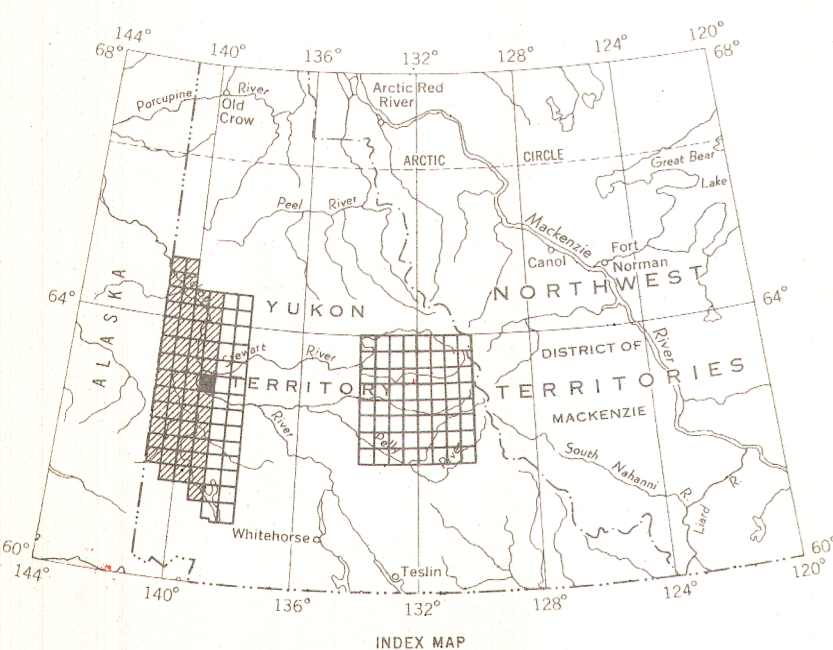 144° 140° 136° 132° 128° 124° 120°
68° 68°
Porcupine River
Old
Crow
Arctic Red
River
ARCTIC CIRCLE
Great Bear
Lake
Peel River
Mackenzie
Canol
Fort
Norman
River
ALASKA
64° 64°
YUKON
NORTHWEST
Stewart River
DISTRICT OF
TERRITORY
TERRITORIES
MACKENZIE
River
Pelly River
South Nahanni R.
Liard R.
Whitehorse
Teslin
60° 60°
144° 140° 136° 132° 128° 124° 120°
INDEX MAP